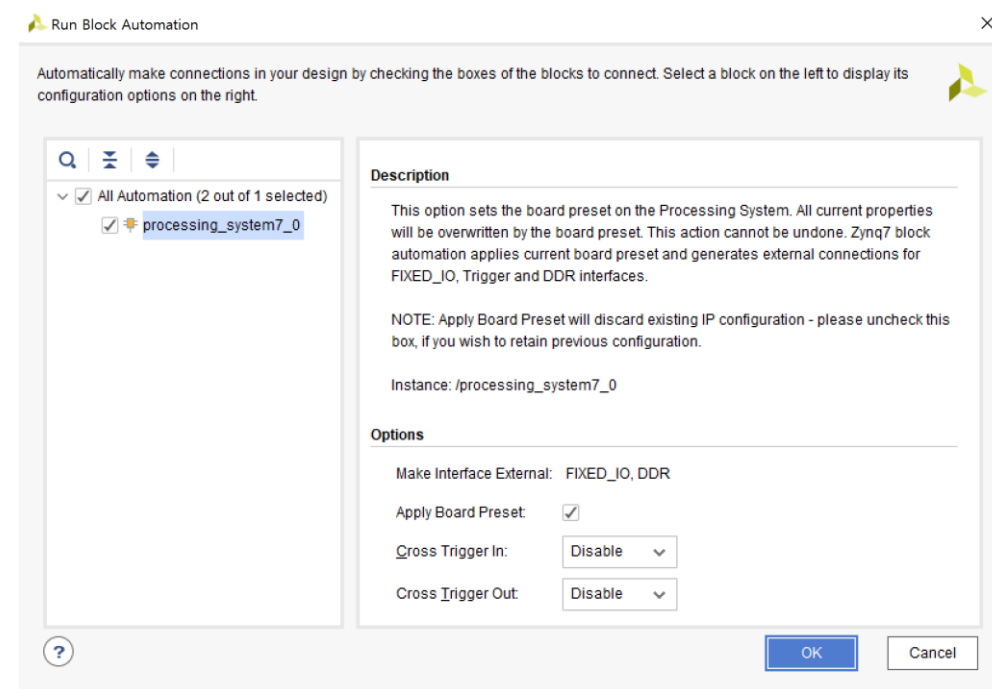 Run Block Automation
Automatically make connections in your design by checking the boxes of the blocks to connect. Select a block on the left to display its
configuration options on the right.
All Automation (2 out of 1 selected)
processing_system7_0
Description
This option sets the board preset on the Processing System. All current properties
will be overwritten by the board preset. This action cannot be undone. Zynq7 block
automation applies current board preset and generates external connections for
FIXED_IO, Trigger and DDR interfaces.
NOTE: Apply Board Preset will discard existing IP configuration - please uncheck this
box, if you wish to retain previous configuration.
Instance: /processing_system7_0
Options
Make Interface External: FIXED_IO, DDR
Apply Board Preset:
Cross Trigger In: Disable
Cross Trigger Out: Disable
?
OK Cancel